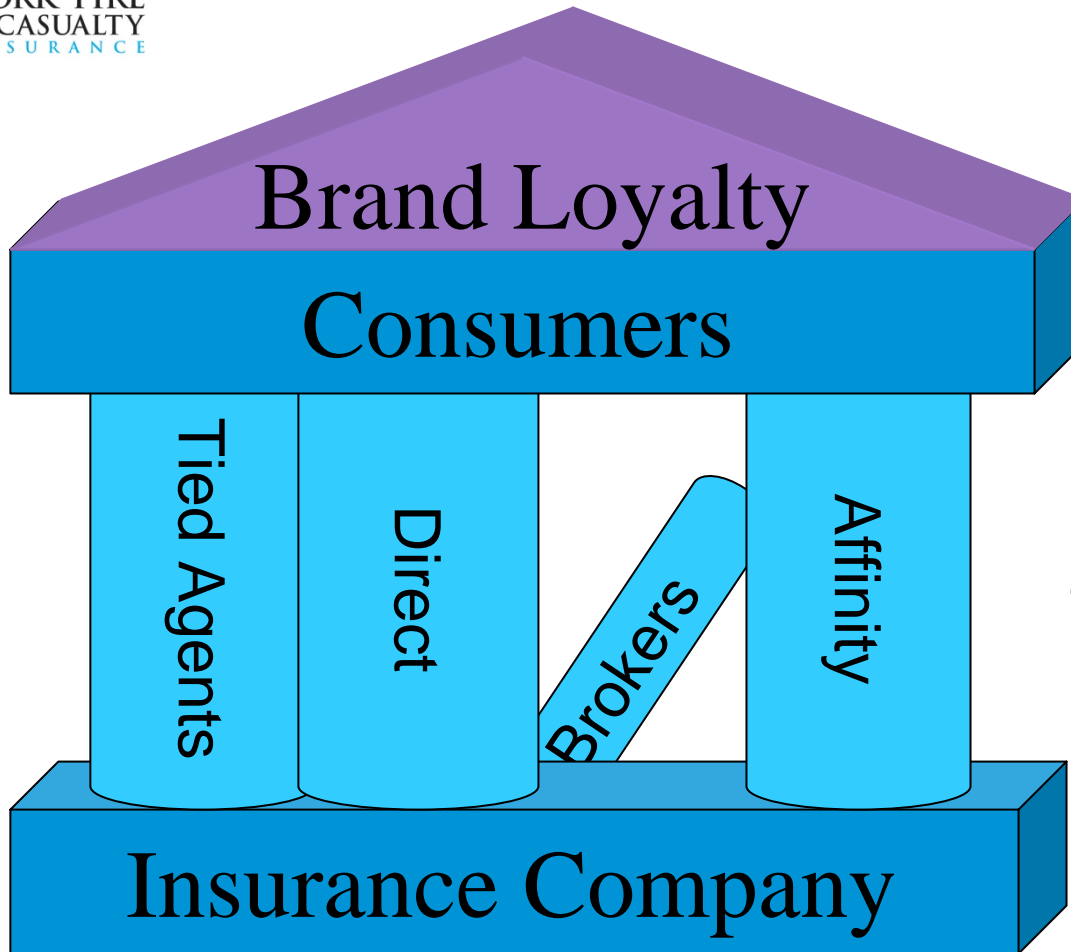 CASUALTY
Brand Loyalty
Consumers
Tied Agents
Direct
Brokers
Affinity
Insurance Company